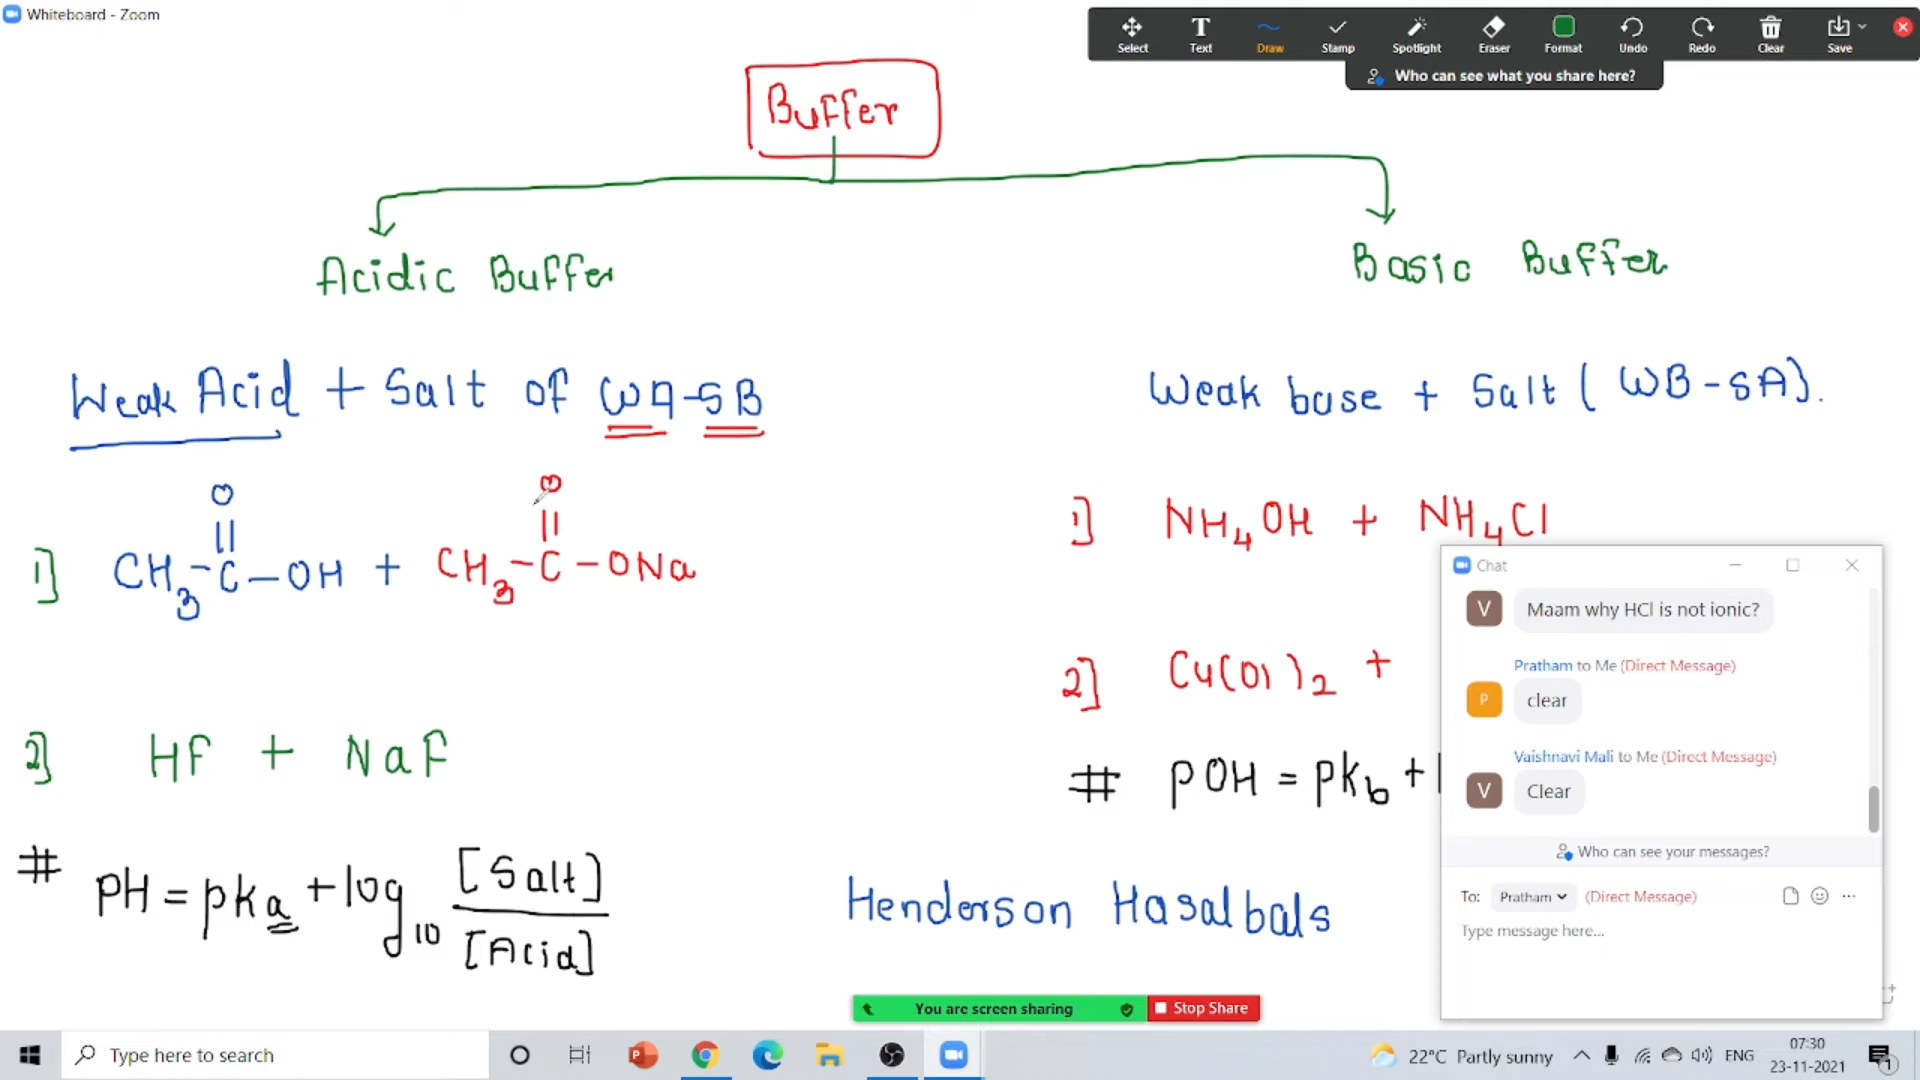 Whiteboard - Zoom
Select Text Draw Stamp Spotlight Eraser Format Undo Redo Clear Save
Who can see what you share here?
Buffer
Acidic Buffer
Basic Buffer
Weak Acid + Salt of WA-SB
Weak base + Salt ( WB-SA).
O
||
1] CH3-C-OH +
O
||
CH3-C-ONa
1] NH4OH + NH4Cl
2] HF + NaF
2] +
# pOH = pkb +
# PH = pka + log10 [Salt]
[Acid]
Henderson Hasalbals
Chat
V
Maam why HCl is not ionic?
Pratham to Me (Direct Message)
P
clear
Vaishnavi Mali to Me (Direct Message)
V
Clear
Who can see your messages?
To: Pratham (Direct Message)
Type message here...
You are screen sharing
Stop Share
Type here to search
22°C Partly sunny
ENG
07:30
23-11-2021
1